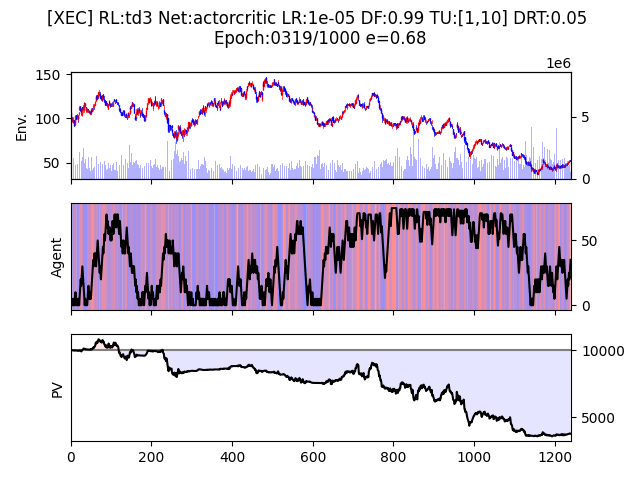 [XEC] RL:td3 Net:actorcritic LR:1e-05 DF:0.99 TU:[1,10] DRT:0.05
Epoch:0319/1000 e=0.68
1e6
150
100
50
Env.
5
0
Agent
50
0
PV
10000
5000
0 200 400 600 800 1000 1200